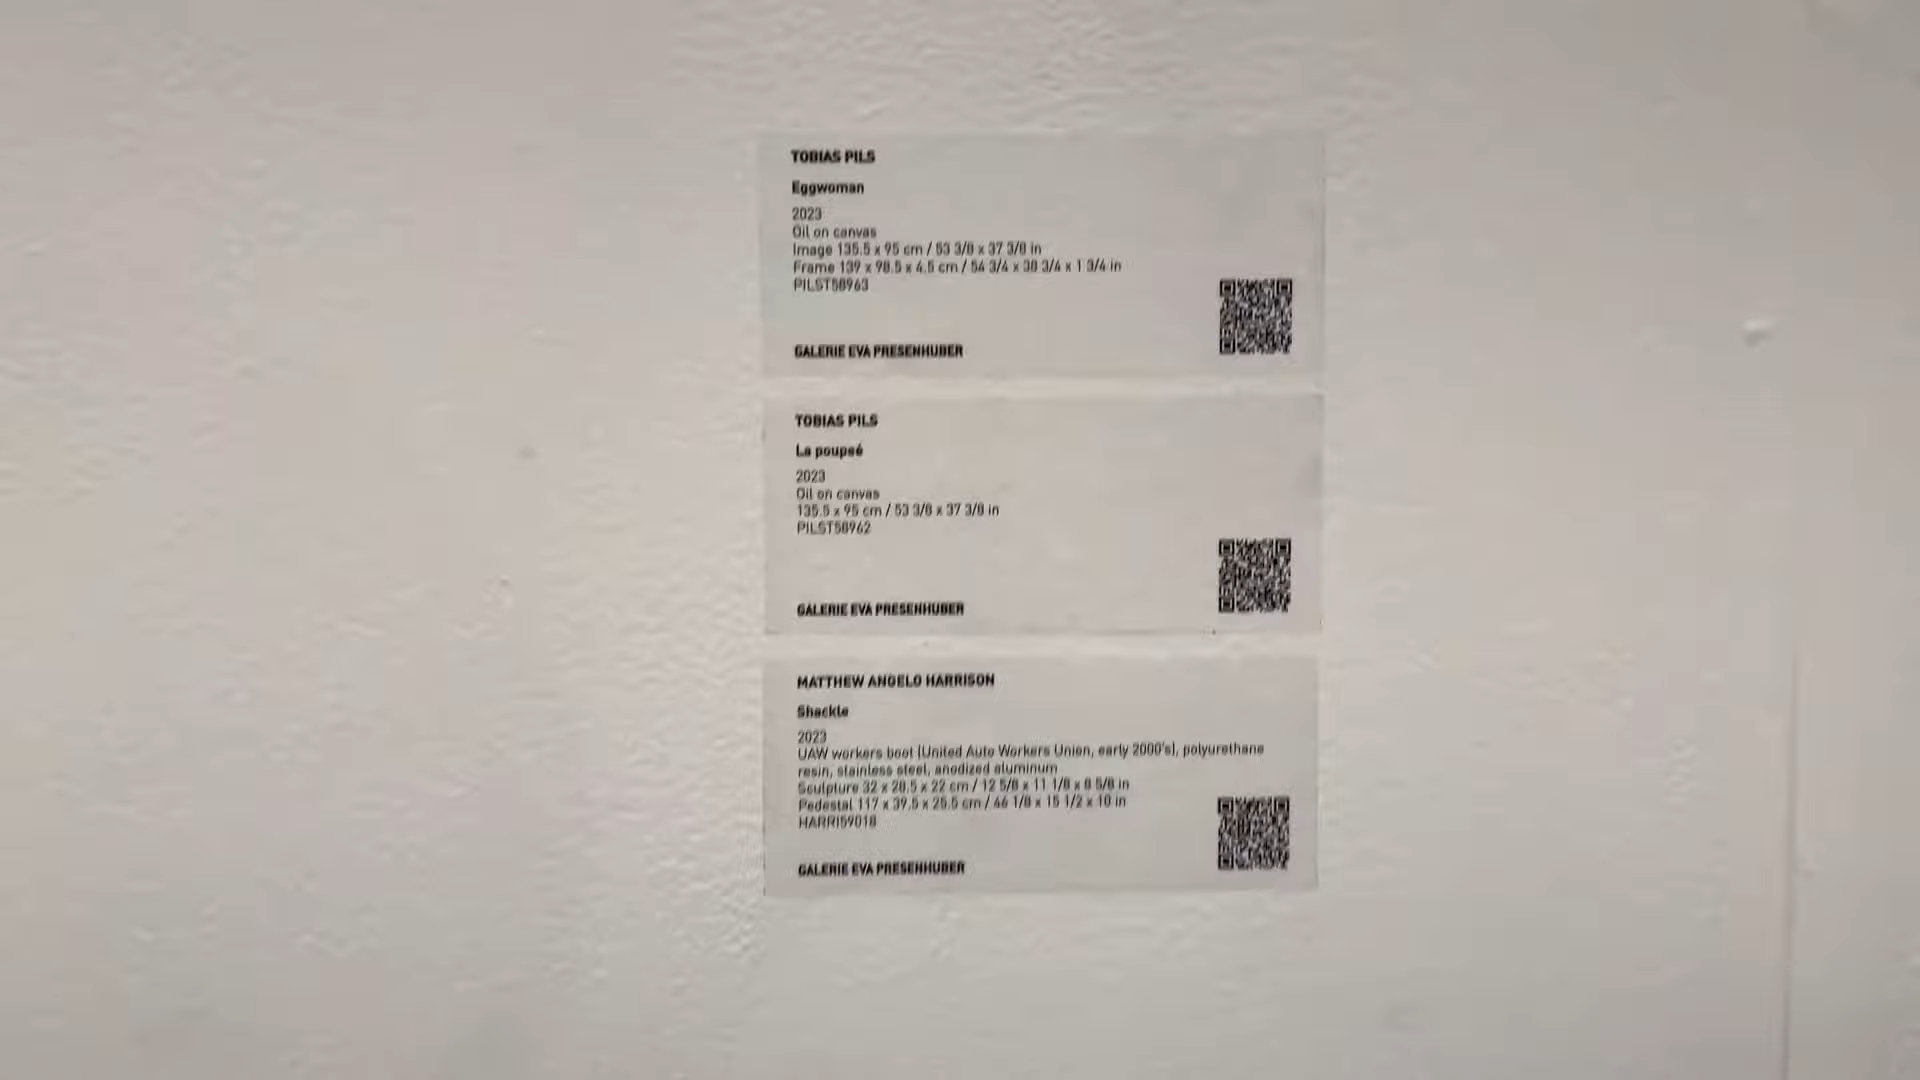 TOBIAS PILS
Eggwoman
2023
Oil on canvas
Image 135.5 x 95 cm / 53 3/8 x 37 3/8 in
Frame 139 x 98.5 x 4.5 cm / 54 3/4 x 38 3/4 x 1 3/4 in
PILST58963
GALERIE EVA PRESENHUBER
TOBIAS PILS
La poupeé
2023
Oil on canvas
135.5 x 95 cm / 53 3/8 x 37 3/8 in
PILST58962
GALERIE EVA PRESENHUBER
MATTHEW ANGELO HARRISON
Shackle
2023
UAW workers boot (United Auto Workers Union, early 2000's), polyurethane
resin, stainless steel, anodized aluminum
Sculpture 32 x 28.5 x 22 cm / 12 5/8 x 11 1/8 x 8 5/8 in
Pedestal 117 x 39.5 x 25.5 cm / 46 1/8 x 15 1/2 x 10 in
HARRI59018
GALERIE EVA PRESENHUBER